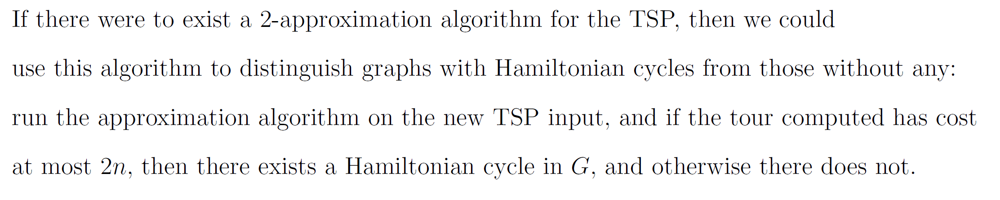 If there were to exist a 2-approximation algorithm for the TSP, then we could
use this algorithm to distinguish graphs with Hamiltonian cycles from those without any:
run the approximation algorithm on the new TSP input, and if the tour computed has cost
at most 2n, then there exists a Hamiltonian cycle in G, and otherwise there does not.